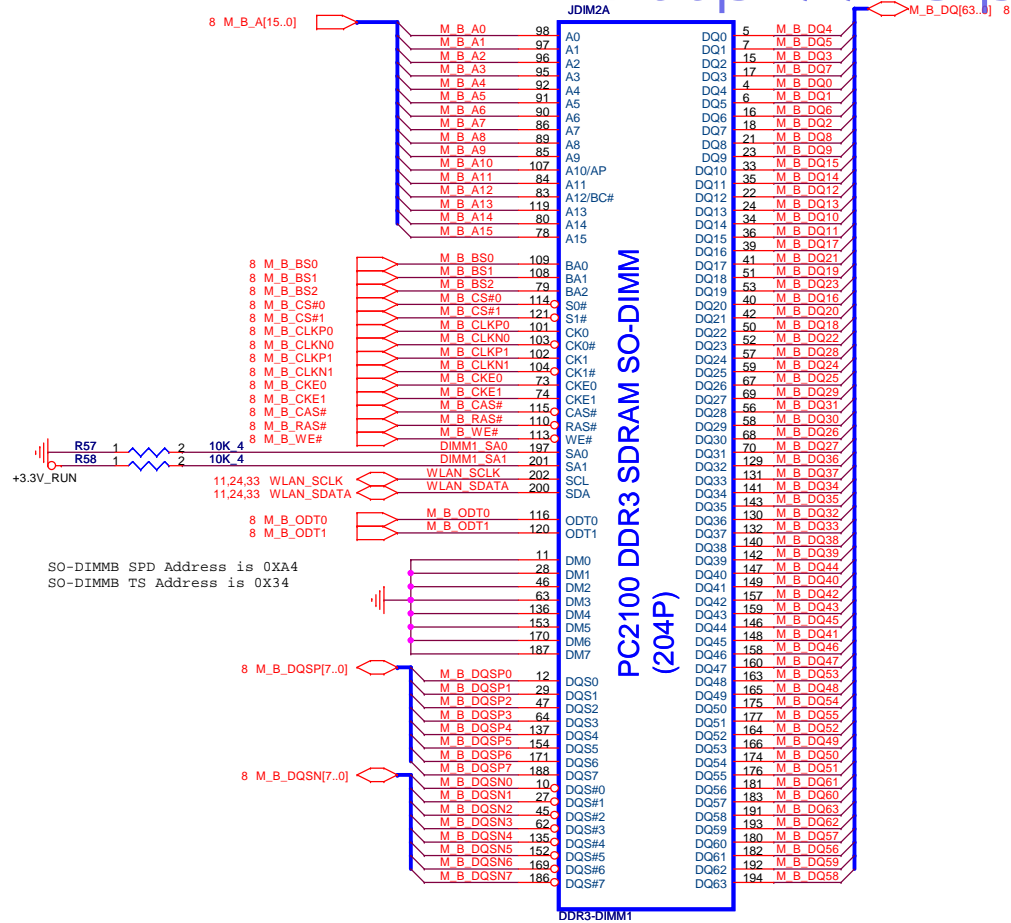 JDIM2A
8 M_B_A[15..0]
M_B_DQ[63..0] 8
M_B_A0 98 A0
M_B_A1 97 A1
M_B_A2 96 A2
M_B_A3 95 A3
M_B_A4 92 A4
M_B_A5 91 A5
M_B_A6 90 A6
M_B_A7 86 A7
M_B_A8 89 A8
M_B_A9 85 A9
M_B_A10 107 A10/AP
M_B_A11 84 A11
M_B_A12 83 A12/BC#
M_B_A13 119 A13
M_B_A14 80 A14
M_B_A15 78 A15
8 M_B_BS0 M_B_BS0 109 BA0
8 M_B_BS1 M_B_BS1 108 BA1
8 M_B_BS2 M_B_BS2 79 BA2
8 M_B_CS#0 M_B_CS#0 114 S0#
8 M_B_CS#1 M_B_CS#1 121 S1#
8 M_B_CLKP0 M_B_CLKP0 101 CK0
8 M_B_CLKN0 M_B_CLKN0 103 CK0#
8 M_B_CLKP1 M_B_CLKP1 102 CK1
8 M_B_CLKN1 M_B_CLKN1 104 CK1#
8 M_B_CKE0 M_B_CKE0 73 CKE0
8 M_B_CKE1 M_B_CKE1 74 CKE1
8 M_B_CAS# M_B_CAS# 115 CAS#
8 M_B_RAS# M_B_RAS# 110 RAS#
8 M_B_WE# M_B_WE# 113 WE#
R57 1 2 10K_4 DIMM1_SA0 197 SA0
R58 1 2 10K_4 DIMM1_SA1 201 SA1
+3.3V_RUN
11,24,33 WLAN_SCLK WLAN_SCLK 202 SCL
11,24,33 WLAN_SDATA WLAN_SDATA 200 SDA
8 M_B_ODT0 M_B_ODT0 116 ODT0
8 M_B_ODT1 M_B_ODT1 120 ODT1
SO-DIMMB SPD Address is 0XA4
SO-DIMMB TS Address is 0X34
11 DM0
28 DM1
46 DM2
63 DM3
136 DM4
153 DM5
170 DM6
187 DM7
8 M_B_DQSP[7..0]
M_B_DQSP0 12 DQS0
M_B_DQSP1 29 DQS1
M_B_DQSP2 47 DQS2
M_B_DQSP3 64 DQS3
M_B_DQSP4 137 DQS4
M_B_DQSP5 154 DQS5
M_B_DQSP6 171 DQS6
M_B_DQSP7 188 DQS7
8 M_B_DQSN[7..0]
M_B_DQSN0 10 DQS#0
M_B_DQSN1 27 DQS#1
M_B_DQSN2 45 DQS#2
M_B_DQSN3 62 DQS#3
M_B_DQSN4 135 DQS#4
M_B_DQSN5 152 DQS#5
M_B_DQSN6 169 DQS#6
M_B_DQSN7 186 DQS#7
PC2100 DDR3 SDRAM SO-DIMM
(204P)
DQ0 5 M_B_DQ4
DQ1 7 M_B_DQ5
DQ2 15 M_B_DQ3
DQ3 17 M_B_DQ7
DQ4 4 M_B_DQ0
DQ5 6 M_B_DQ1
DQ6 16 M_B_DQ6
DQ7 18 M_B_DQ2
DQ8 21 M_B_DQ8
DQ9 23 M_B_DQ9
DQ10 33 M_B_DQ15
DQ11 35 M_B_DQ14
DQ12 22 M_B_DQ12
DQ13 24 M_B_DQ13
DQ14 34 M_B_DQ10
DQ15 36 M_B_DQ11
DQ16 39 M_B_DQ17
DQ17 41 M_B_DQ21
DQ18 51 M_B_DQ19
DQ19 53 M_B_DQ23
DQ20 40 M_B_DQ16
DQ21 42 M_B_DQ20
DQ22 50 M_B_DQ18
DQ23 52 M_B_DQ22
DQ24 57 M_B_DQ28
DQ25 59 M_B_DQ24
DQ26 67 M_B_DQ25
DQ27 69 M_B_DQ29
DQ28 56 M_B_DQ31
DQ29 58 M_B_DQ30
DQ30 68 M_B_DQ26
DQ31 70 M_B_DQ27
DQ32 129 M_B_DQ36
DQ33 131 M_B_DQ37
DQ34 141 M_B_DQ34
DQ35 143 M_B_DQ35
DQ36 130 M_B_DQ32
DQ37 132 M_B_DQ33
DQ38 140 M_B_DQ38
DQ39 142 M_B_DQ39
DQ40 147 M_B_DQ44
DQ41 149 M_B_DQ40
DQ42 157 M_B_DQ42
DQ43 159 M_B_DQ43
DQ44 146 M_B_DQ45
DQ45 148 M_B_DQ41
DQ46 158 M_B_DQ46
DQ47 160 M_B_DQ47
DQ48 163 M_B_DQ53
DQ49 165 M_B_DQ48
DQ50 175 M_B_DQ54
DQ51 177 M_B_DQ55
DQ52 164 M_B_DQ52
DQ53 166 M_B_DQ49
DQ54 174 M_B_DQ50
DQ55 176 M_B_DQ51
DQ56 181 M_B_DQ61
DQ57 183 M_B_DQ60
DQ58 191 M_B_DQ63
DQ59 193 M_B_DQ62
DQ60 180 M_B_DQ57
DQ61 182 M_B_DQ56
DQ62 192 M_B_DQ59
DQ63 194 M_B_DQ58
DDR3-DIMM1